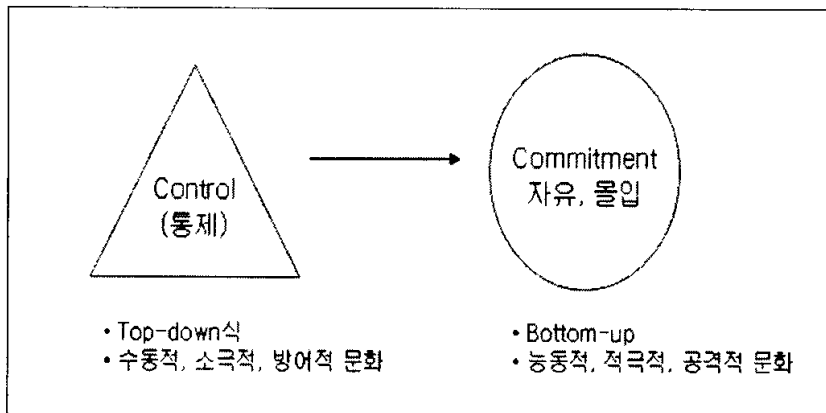 Control
(통제)
Commitment
자유, 몰입
• Top-down식
• 수동적, 소극적, 방어적 문화
• Bottom-up
• 능동적, 적극적, 공격적 문화